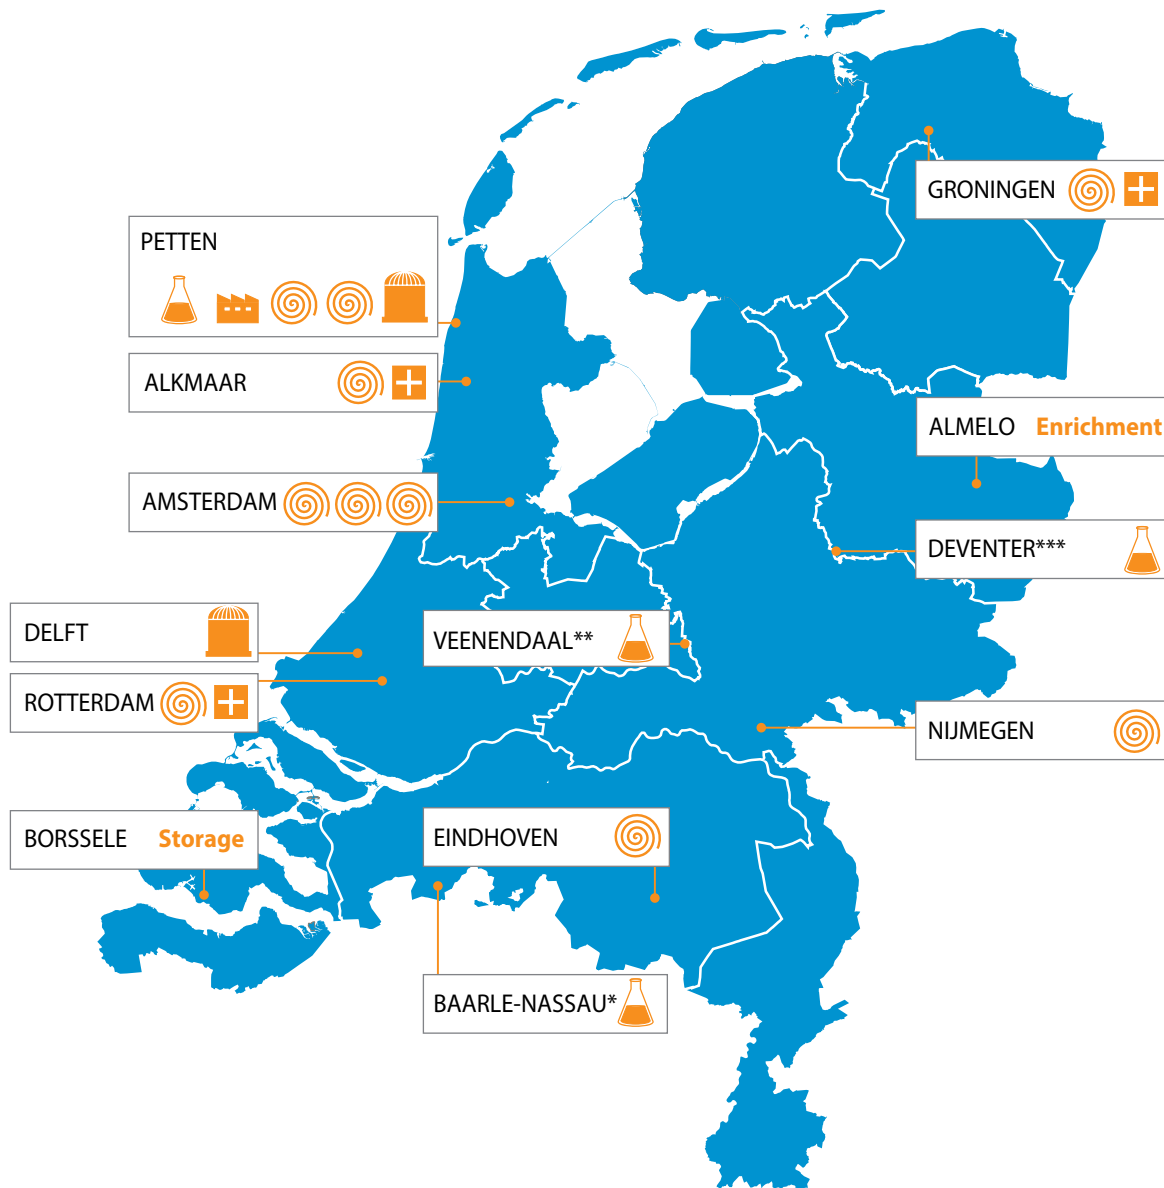 GRONINGEN
PETTEN
ALKMAAR
ALMELO Enrichment
AMSTERDAM
DEVENTER***
DELFT
VEENENDAAL**
ROTTERDAM
NIJMEGEN
BORSSELE Storage
EINDHOVEN
BAARLE-NASSAU*